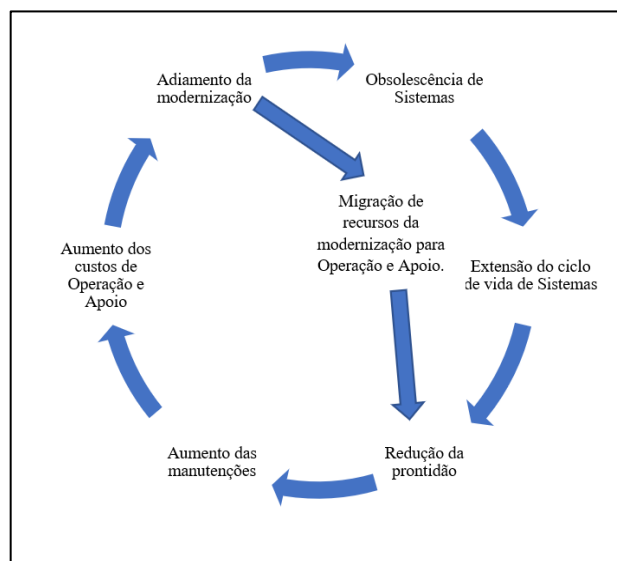 Adiamento da
modernização
Obsolescência de
Sistemas
Migração de
recursos da
modernização para
Operação e Apoio.
Extensão do ciclo
de vida de Sistemas
Redução da
prontidão
Aumento das
manutenções
Aumento dos
custos de
Operação e
Apoio